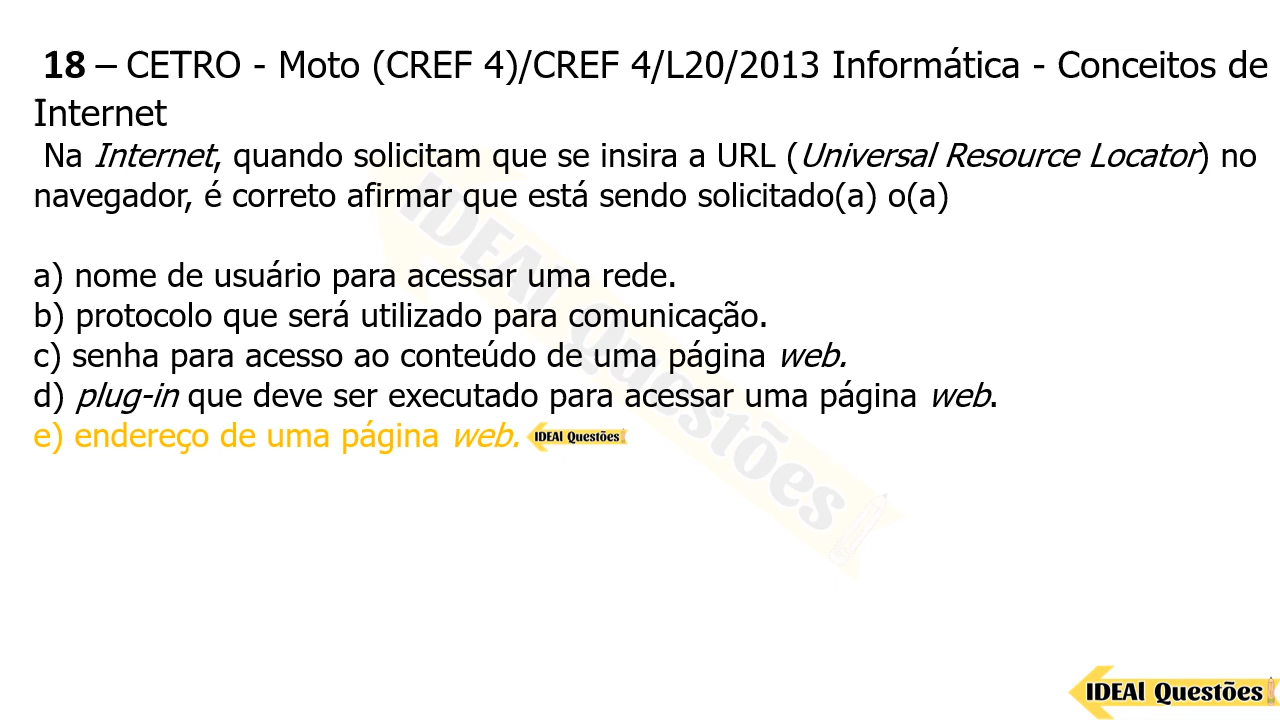 18 – CETRO - Moto (CREF 4)/CREF 4/L20/2013 Informática - Conceitos de
Internet
Na Internet, quando solicitam que se insira a URL (Universal Resource Locator) no
navegador, é correto afirmar que está sendo solicitado(a) o(a)
a) nome de usuário para acessar uma rede.
b) protocolo que será utilizado para comunicação.
c) senha para acesso ao conteúdo de uma página web.
d) plug-in que deve ser executado para acessar uma página web.
e) endereço de uma página web. IDEAl Questões
IDEAl Questões
IDEAl Questões